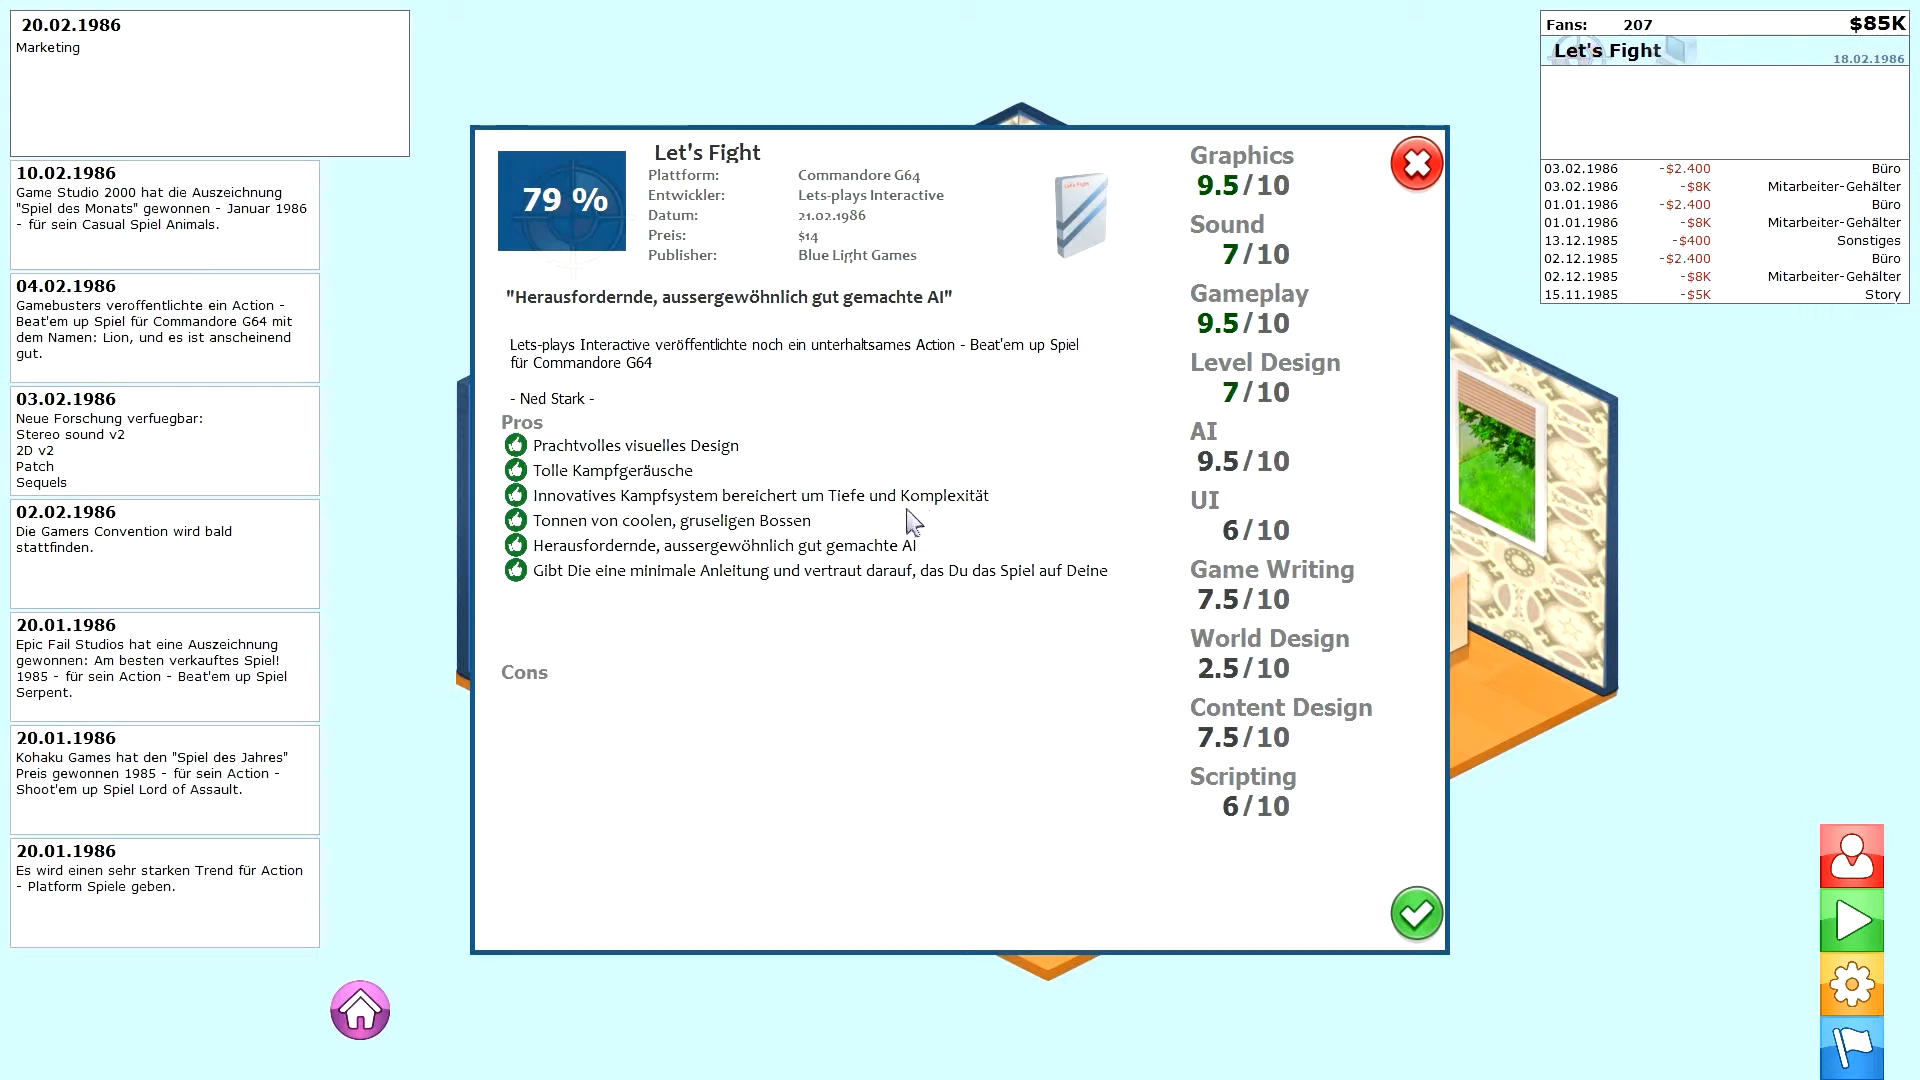 20.02.1986
Marketing
10.02.1986
Game Studio 2000 hat die Auszeichnung
"Spiel des Monats" gewonnen - Januar 1986
- für sein Casual Spiel Animals.
04.02.1986
Gamebusters veroffentlichte ein Action -
Beat'em up Spiel für Commandore G64 mit
dem Namen: Lion, und es ist anscheinend
gut.
03.02.1986
Neue Forschung verfuegbar:
Stereo sound v2
2D v2
Patch
Sequels
02.02.1986
Die Gamers Convention wird bald
stattfinden.
20.01.1986
Epic Fail Studios hat eine Auszeichnung
gewonnen: Am besten verkauftes Spiel!
1985 - für sein Action - Beat'em up Spiel
Serpent.
20.01.1986
Kohaku Games hat den "Spiel des Jahres"
Preis gewonnen 1985 - für sein Action -
Shoot'em up Spiel Lord of Assault.
20.01.1986
Es wird einen sehr starken Trend für Action
- Platform Spiele geben.
79 %
Let's Fight
Plattform: Commandore G64
Entwickler: Lets-plays Interactive
Datum: 21.02.1986
Preis: $14
Publisher: Blue Light Games
Let's Fight
"Herausfordernde, aussergewöhnlich gut gemachte AI"
Lets-plays Interactive veröffentlichte noch ein unterhaltsames Action - Beat'em up Spiel
für Commandore G64
- Ned Stark -
Pros
Prachtvolles visuelles Design
Tolle Kampfgeräusche
Innovatives Kampfsystem bereichert um Tiefe und Komplexität
Tonnen von coolen, gruseligen Bossen
Herausfordernde, aussergewöhnlich gut gemachte AI
Gibt Die eine minimale Anleitung und vertraut darauf, das Du das Spiel auf Deine
Cons
Graphics
9.5/10
Sound
7/10
Gameplay
9.5/10
Level Design
7/10
AI
9.5/10
UI
6/10
Game Writing
7.5/10
World Design
2.5/10
Content Design
7.5/10
Scripting
6/10
Fans: 207 $85K
Let's Fight
18.02.1986
03.02.1986 -$2.400 Büro
03.02.1986 -$8K Mitarbeiter-Gehälter
01.01.1986 -$2.400 Büro
01.01.1986 -$8K Mitarbeiter-Gehälter
13.12.1985 -$400 Sonstiges
02.12.1985 -$2.400 Büro
02.12.1985 -$8K Mitarbeiter-Gehälter
15.11.1985 -$5K Story